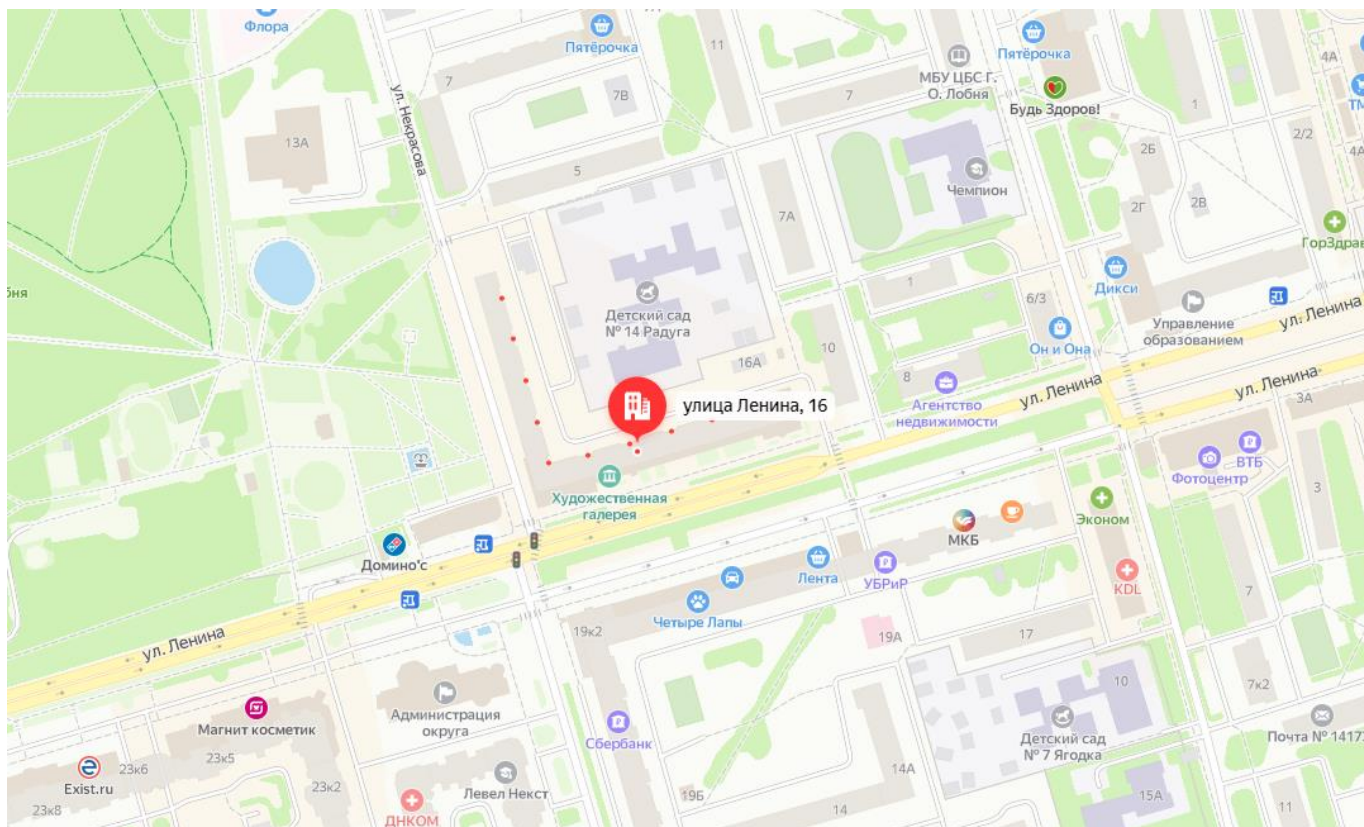 Флора
Пятёрочка
11
7
7В
МБУ ЦБС Г.
О. Лобня
Пятёрочка
Будь Здоров!
7
1
4А
ул. Некрасова
13А
5
7А
Чемпион
2Б
2/2
4А
2Г
2В
ГорЗдрав
Детский сад
№ 14 Радуга
1
6/3
Дикси
Управление
образованием
ул. Ленина
Он и Она
10
16А
8
Агентство
недвижимости
ул. Ленина
ул. Ленина
3А
улица Ленина, 16
Художественная
галерея
Фотоцентр
ВТБ
3
Эконом
МКБ
Домино'с
Лента
УБРиР
KDL
Четыре Лапы
7
19к2
19А
17
ул. Ленина
10
7к2
Администрация
округа
Магнит косметик
Сбербанк
Детский сад
№ 7 Ягодка
Почта № 14173
Exist.ru
23к6
23к5
23к2
Левел Некст
14А
23к8
ДНКОМ
19Б
14
15А
11